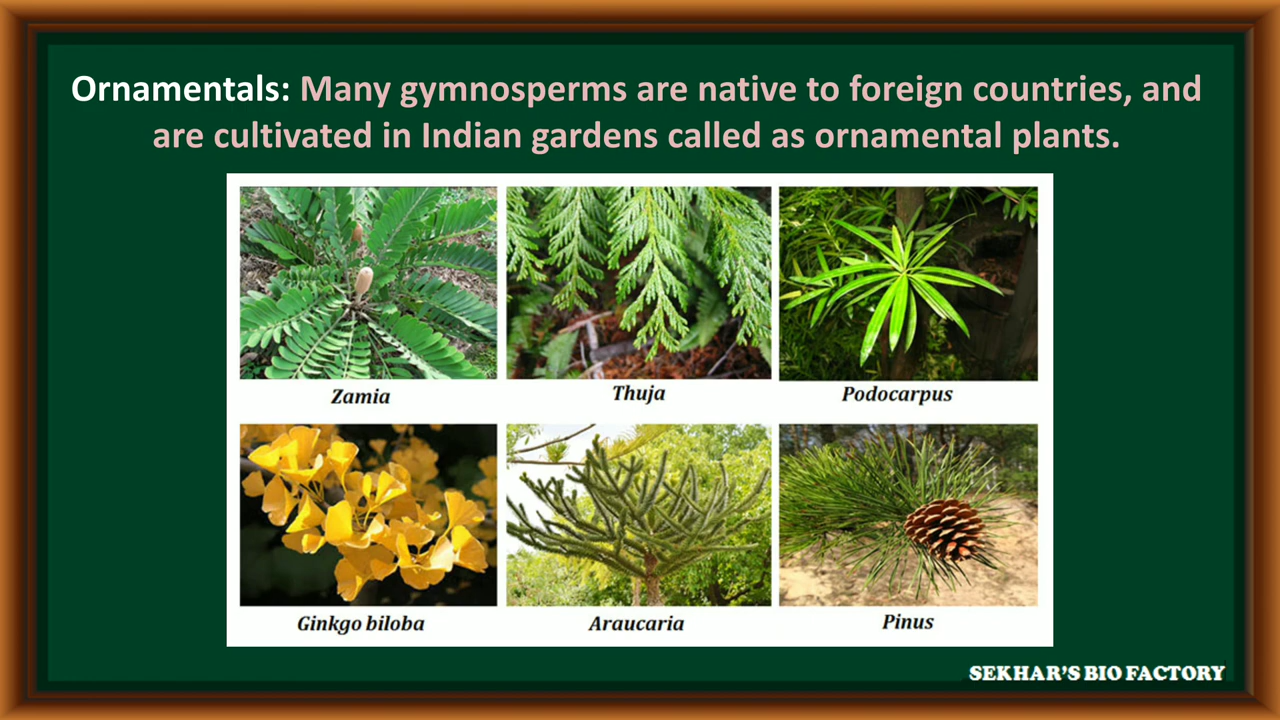 Ornamentals: Many gymnosperms are native to foreign countries, and
are cultivated in Indian gardens called as ornamental plants.
Zamia
Thuja
Podocarpus
Ginkgo biloba
Araucaria
Pinus
SEKHAR'S BIO FACTORY